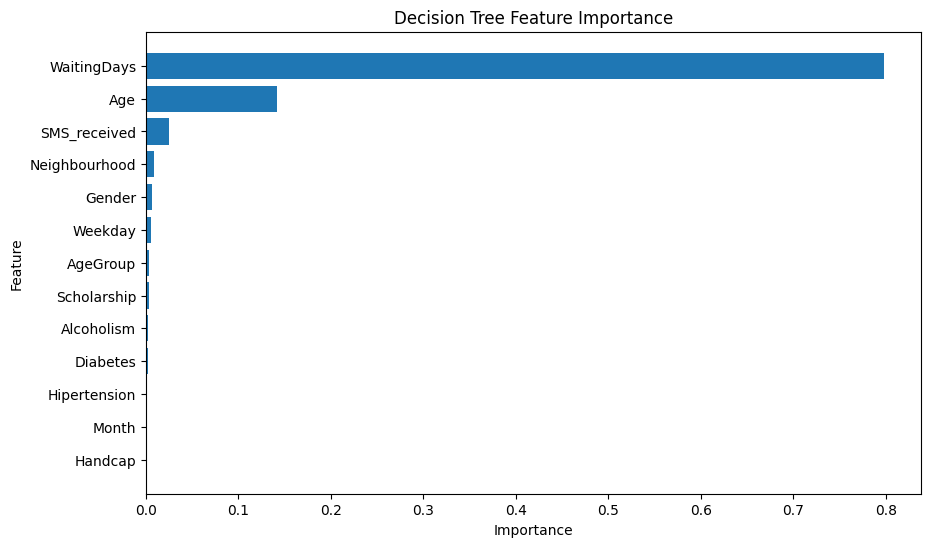 Decision Tree Feature Importance
WaitingDays
Age
SMS_received
Neighbourhood
Gender
Weekday
AgeGroup
Scholarship
Alcoholism
Diabetes
Hipertension
Month
Handcap
Feature
0.0 0.1 0.2 0.3 0.4 0.5 0.6 0.7 0.8
Importance